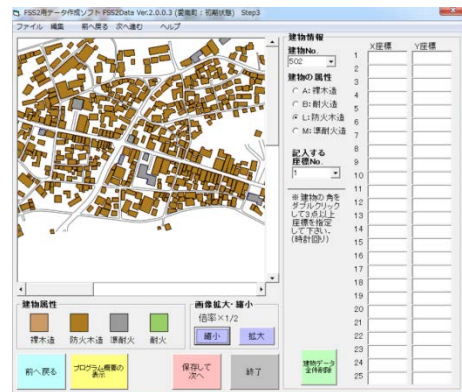 FSS2用データ作成ソフト FSS2Data Ver.2.0.0.3 (愛南町：初期状態) Step3
ファイル 編集 前へ戻る 次へ進む ヘルプ
建物情報
建物No.
502
建物の属性
A：裸木造
B：耐火造
L：防火木造
M：準耐火造
記入する
座標No.
1
※ 建物の角を
ダブルクリック
して3点以上
座標を指定
して下さい。
(時計回り)
建物データ
全体削除
X座標 Y座標
1
2
3
4
5
6
7
8
9
10
11
12
13
14
15
16
17
18
19
20
21
22
23
24
25
建物属性
裸木造 防火木造 準耐火 耐火
画像拡大・縮小
倍率×1/2
縮小 拡大
前へ戻る
プログラム概要の
表示
保存して
次へ
終了